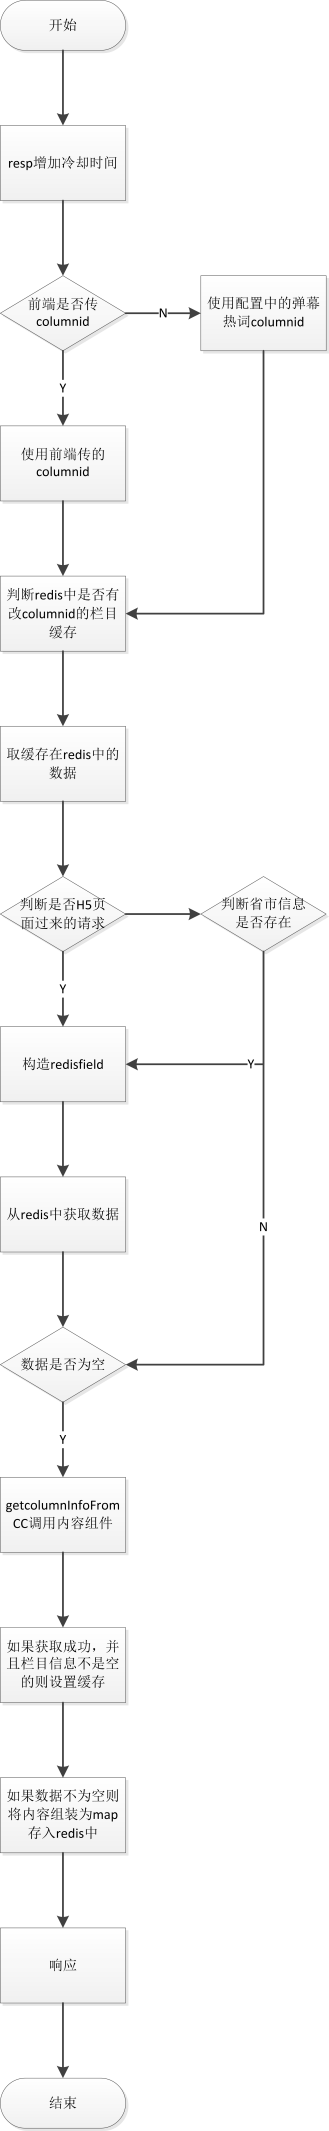 开始
resp增加冷却时间
前端是否传
columnid
N
使用配置中的弹幕
热词columnid
Y
使用前端传的
columnid
判断redis中是否有
改columnid的栏目
缓存
取缓存在redis中的
数据
判断是否H5页
面过来的请求
判断省市信息
是否存在
Y
构造redisfield
Y
从redis中获取数据
N
数据是否为空
Y
getcolumnInfoFrom
CC调用内容组件
如果获取成功，并
且栏目信息不是空
的则设置缓存
如果数据不为空则
将内容组装为map
存入redis中
响应
结束